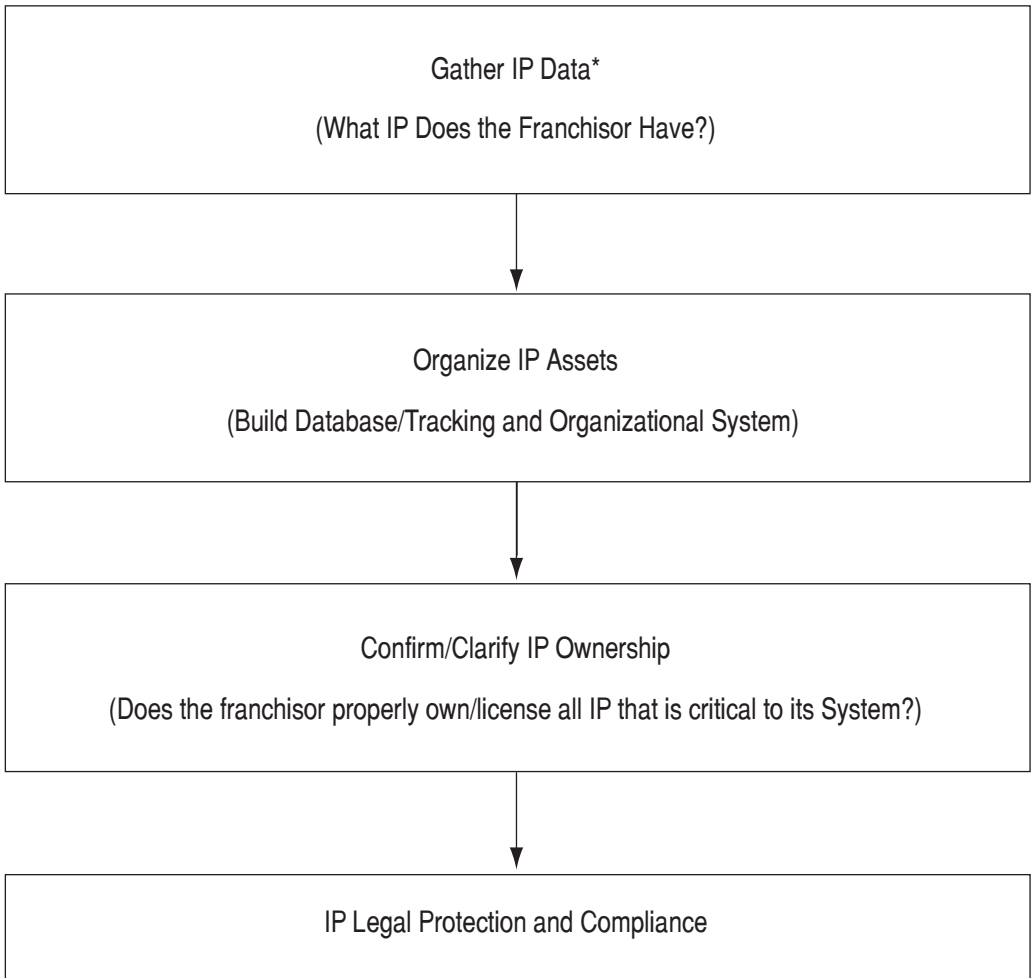 Gather IP Data*
(What IP Does the Franchisor Have?)
Organize IP Assets
(Build Database/Tracking and Organizational System)
Confirm/Clarify IP Ownership
(Does the franchisor properly own/license all IP that is critical to its System?)
IP Legal Protection and Compliance